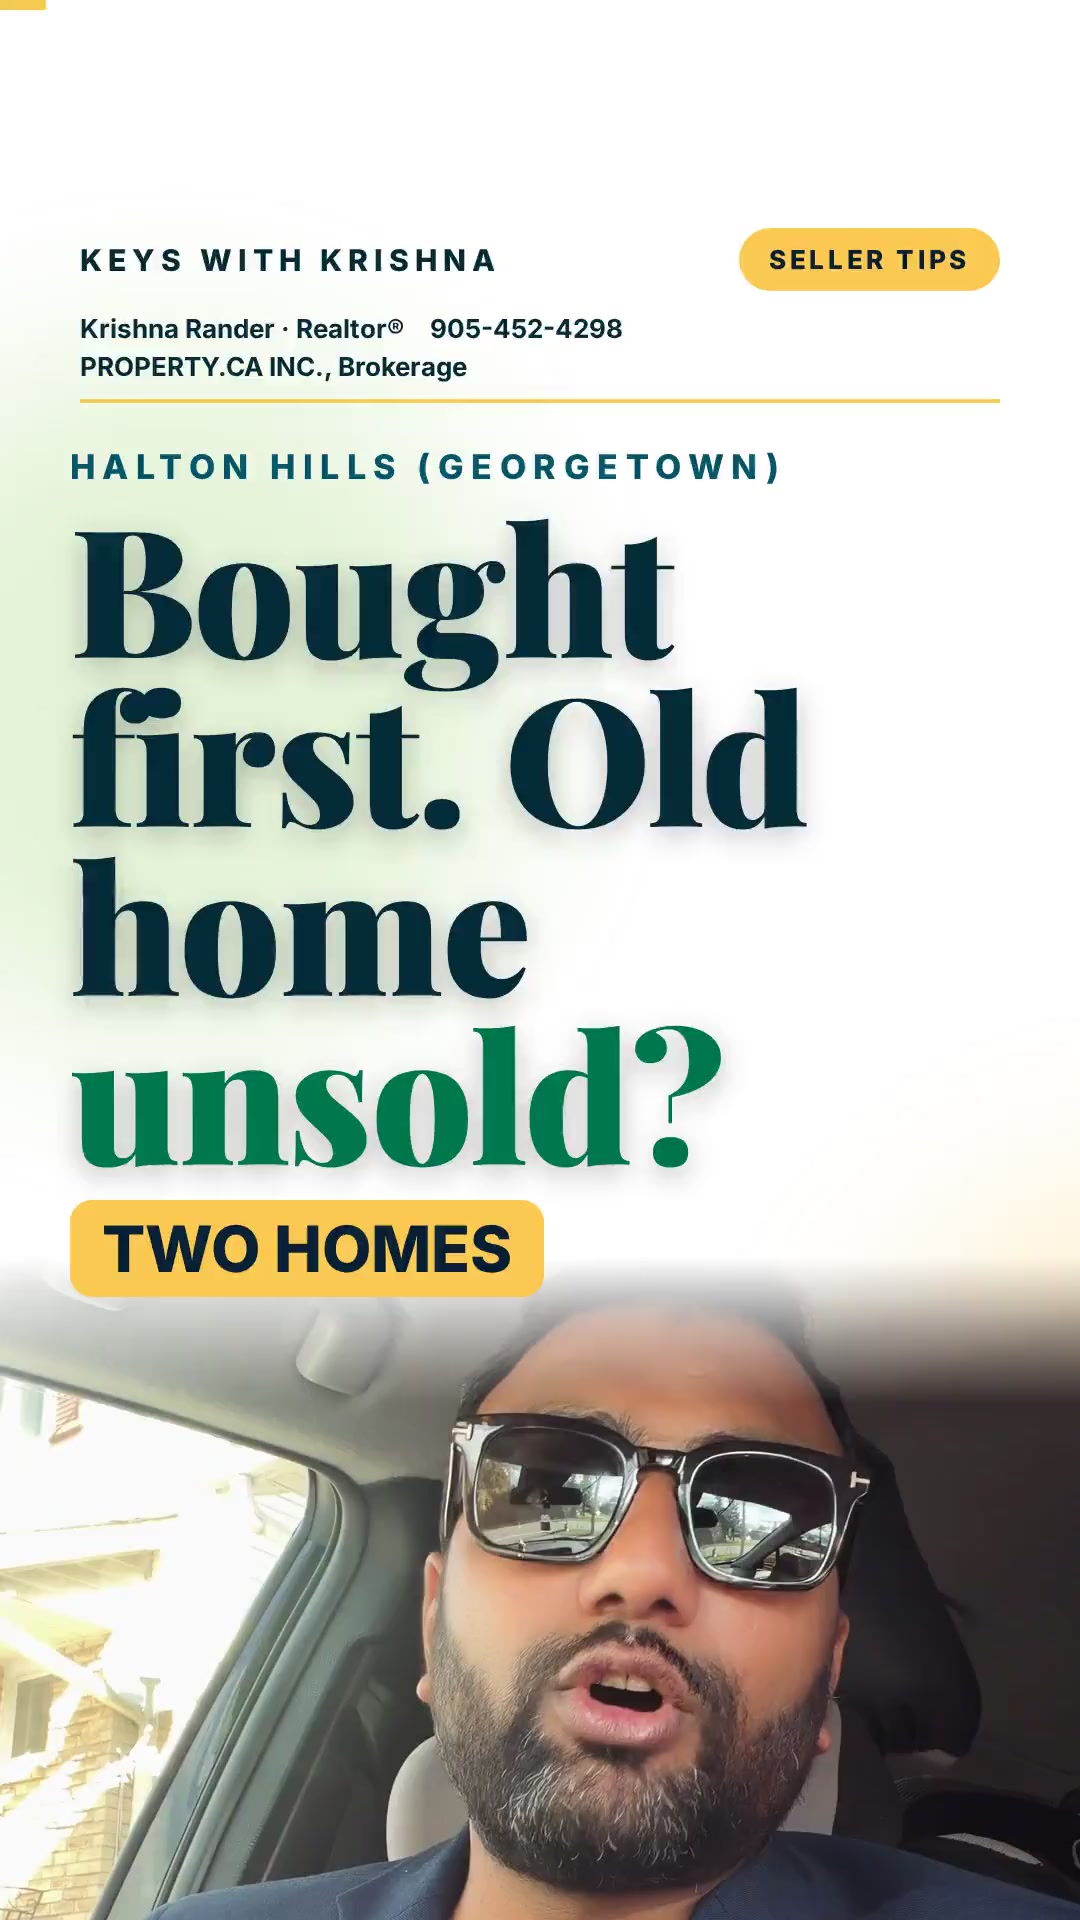 KEYS WITH KRISHNA
SELLER TIPS
Krishna Rander · Realtor® 905-452-4298
PROPERTY.CA INC., Brokerage
HALTON HILLS (GEORGETOWN)
Bought
first. Old
home
unsold?
TWO HOMES